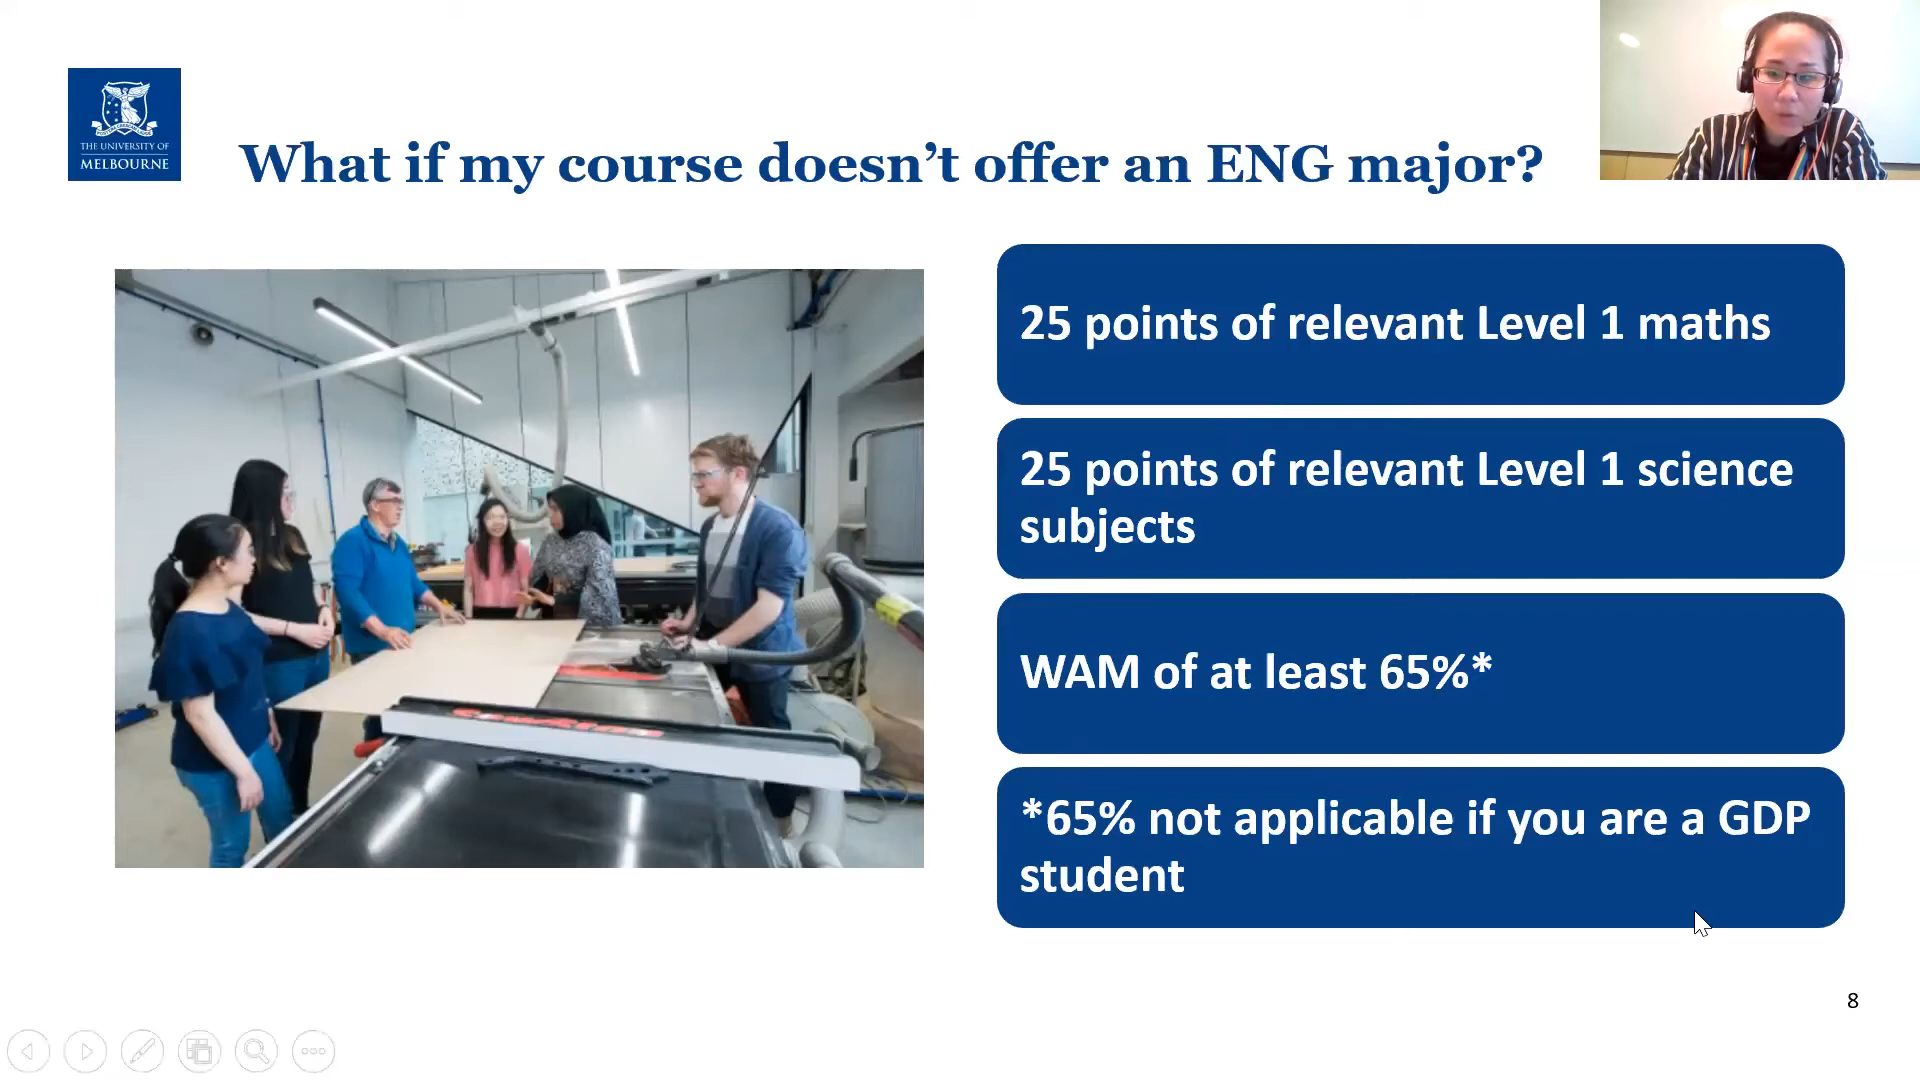 THE UNIVERSITY OF
MELBOURNE
What if my course doesn’t offer an ENG major?
25 points of relevant Level 1 maths
25 points of relevant Level 1 science
subjects
WAM of at least 65%*
*65% not applicable if you are a GDP
student
8